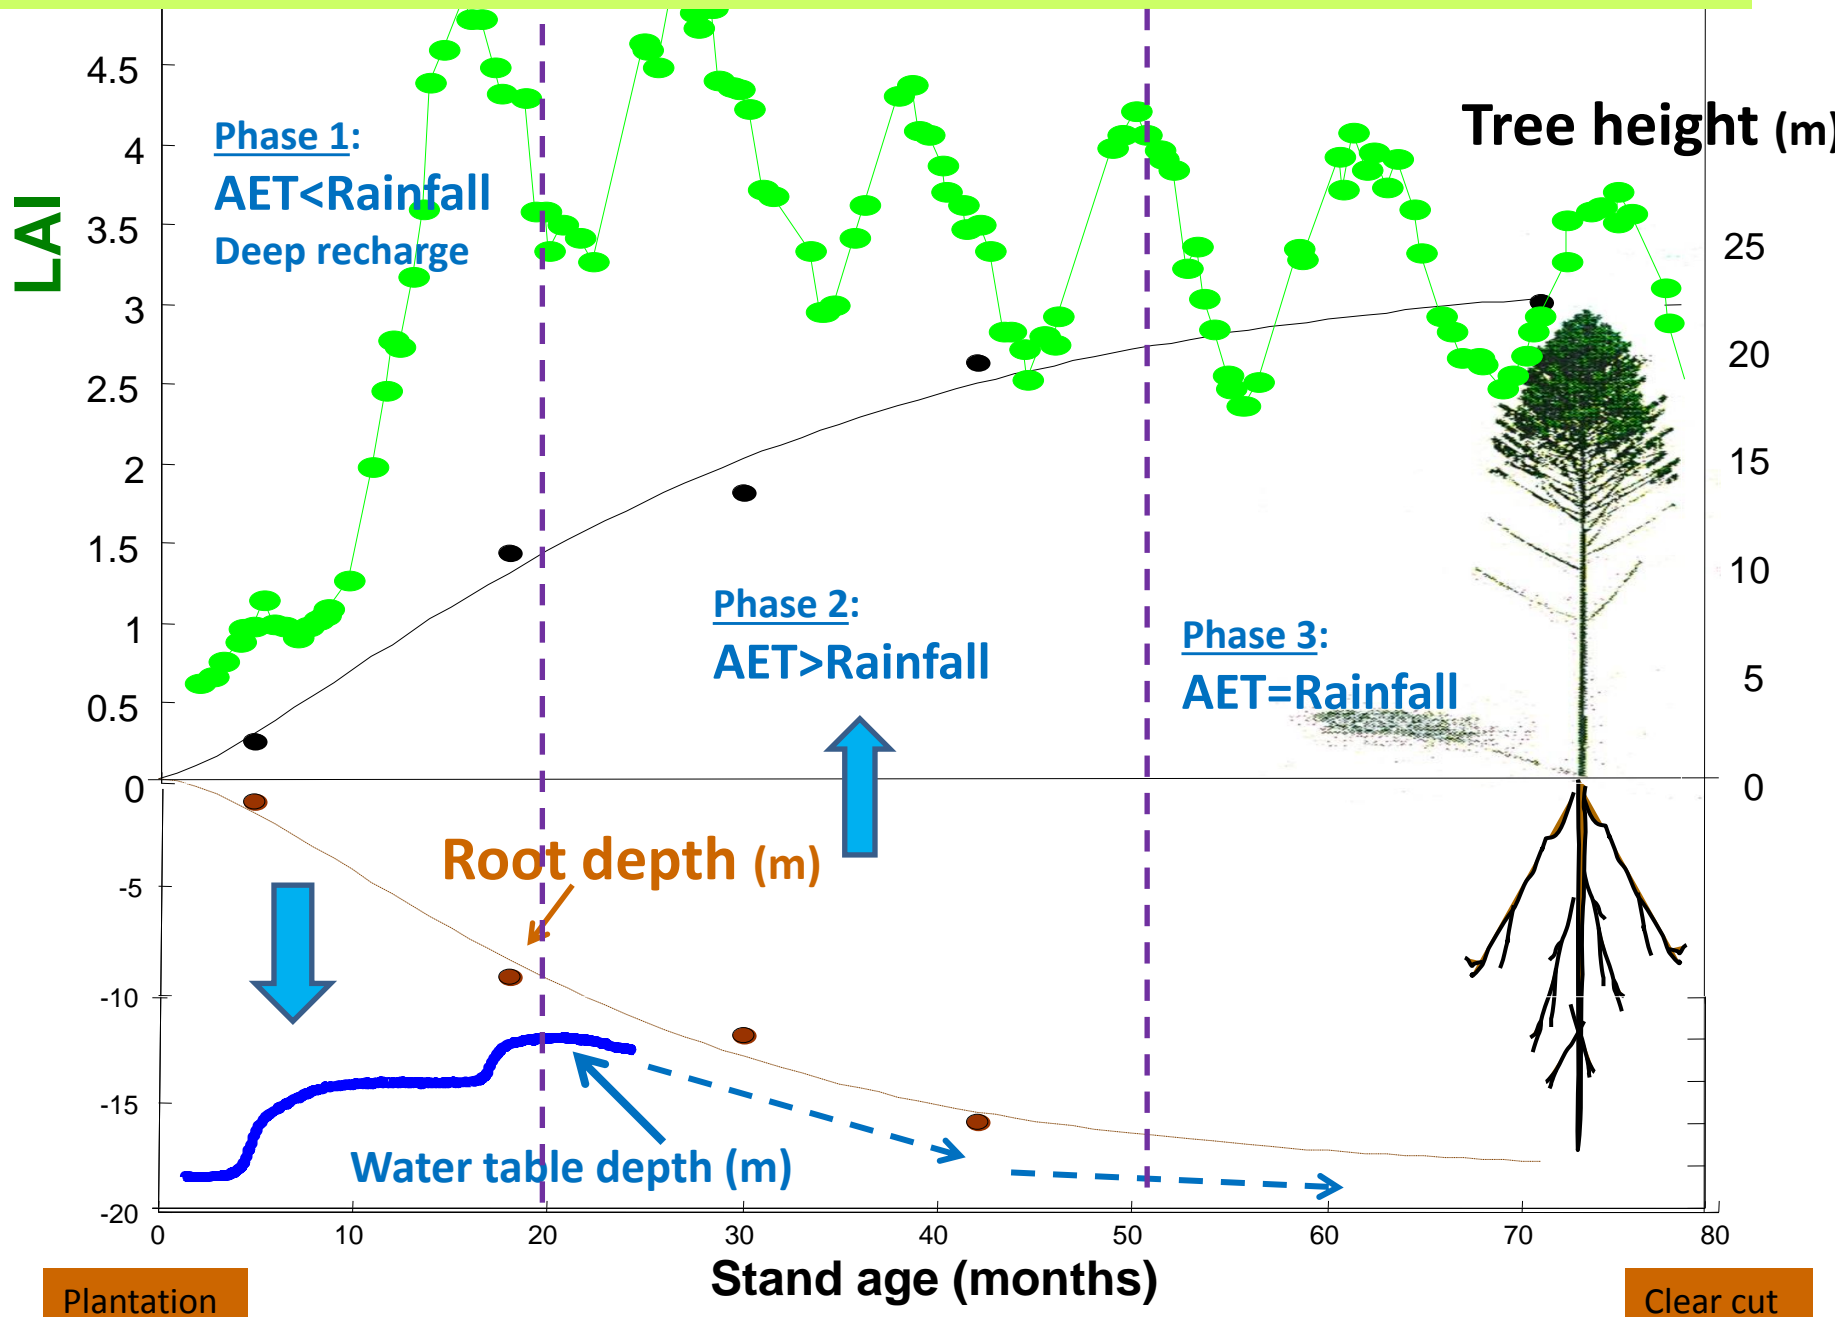 4.5
4
3.5
3
2.5
2
1.5
1
0.5
0
LAI
Phase 1:
AET<Rainfall
Deep recharge
Tree height (m)
25
20
15
10
5
0
Phase 2:
AET>Rainfall
Phase 3:
AET=Rainfall
Root depth (m)
-5
-10
-15
-20
Water table depth (m)
0 10 20 30 40 50 60 70 80
Stand age (months)
Plantation
Clear cut